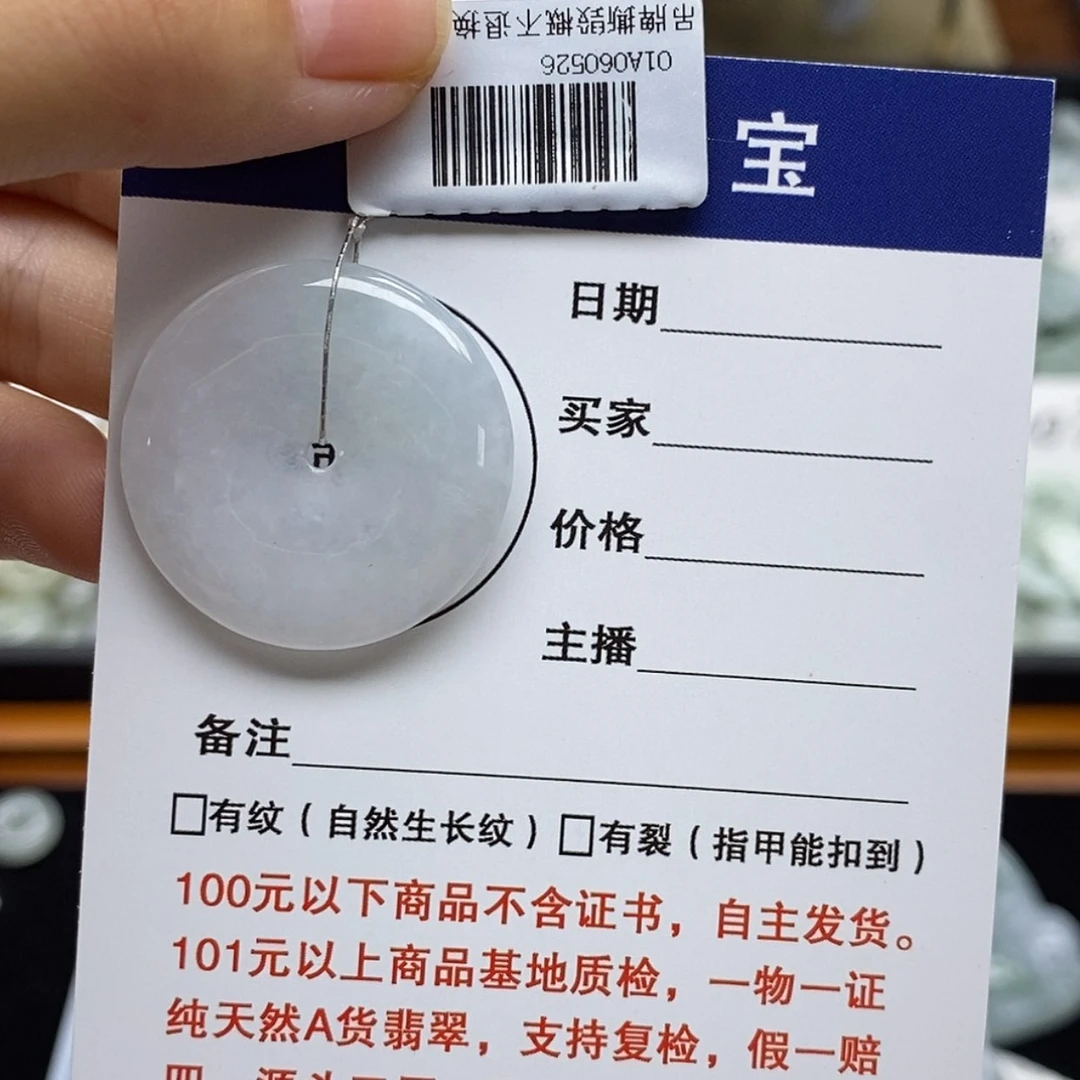 吊牌撕毁概不退换
01A060526
宝
日期
买家
价格
主播
备注
有纹（自然生长纹）有裂（指甲能扣到）
100元以下商品不含证书，自主发货。
101元以上商品基地质检，一物一证
纯天然A货翡翠，支持复检，假一赔